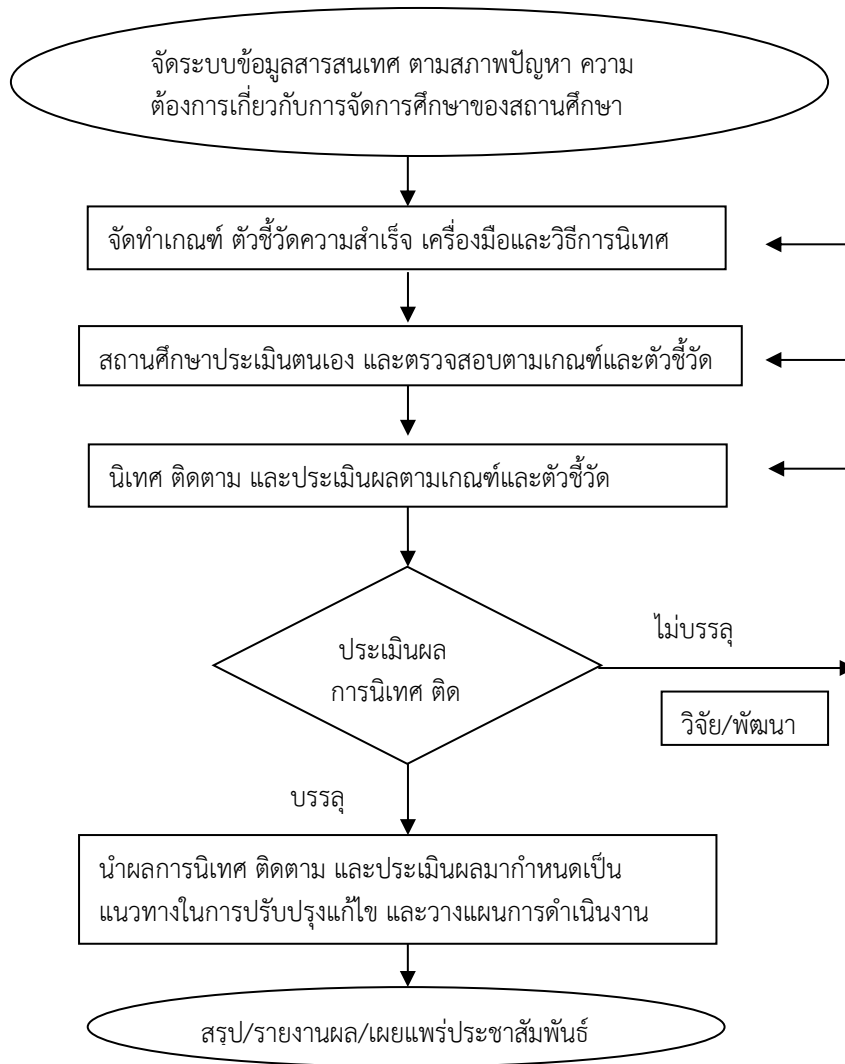 จัดระบบข้อมูลสารสนเทศ ตามสภาพปัญหา ความ
ต้องการเกี่ยวกับการจัดการศึกษาของสถานศึกษา
จัดทำเกณฑ์ ตัวชี้วัดความสำเร็จ เครื่องมือและวิธีการนิเทศ
สถานศึกษาประเมินตนเอง และตรวจสอบตามเกณฑ์และตัวชี้วัด
นิเทศ ติดตาม และประเมินผลตามเกณฑ์และตัวชี้วัด
ประเมินผล
การนิเทศ ติด
ไม่บรรลุ
วิจัย/พัฒนา
บรรลุ
นำผลการนิเทศ ติดตาม และประเมินผลมากำหนดเป็น
แนวทางในการปรับปรุงแก้ไข และวางแผนการดำเนินงาน
สรุป/รายงานผล/เผยแพร่ประชาสัมพันธ์